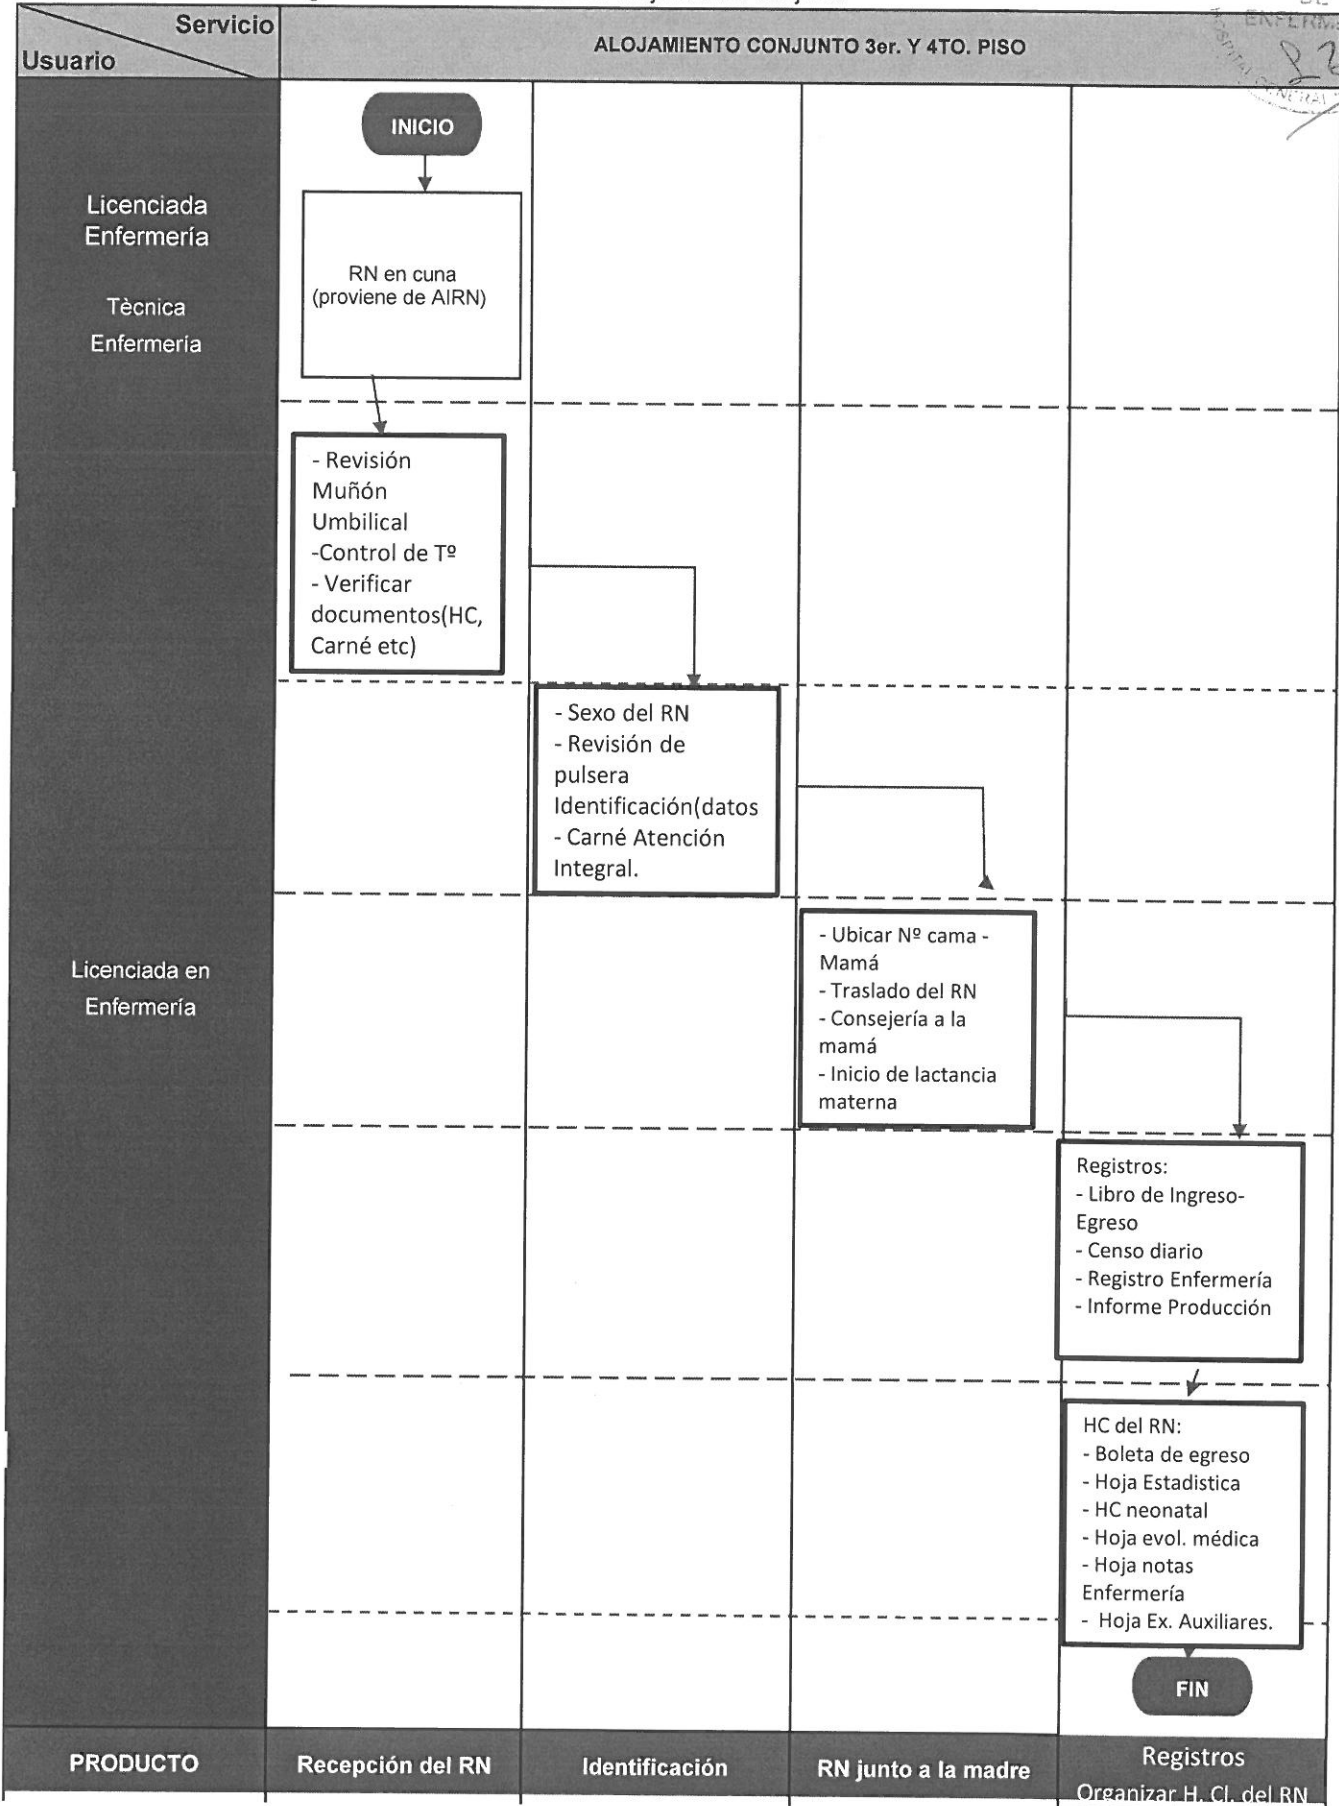 Servicio
Usuario
ALOJAMIENTO CONJUNTO 3er. Y 4TO. PISO
DE
INICIO
Licenciada
Enfermería
Tècnica
Enfermería
RN en cuna
(proviene de AIRN)
- Revisión
Muñón
Umbilical
-Control de Tº
- Verificar
documentos(HC,
Carné etc)
- Sexo del RN
- Revisión de
pulsera
Identificación(datos
- Carné Atención
Integral.
Licenciada en
Enfermería
- Ubicar Nº cama -
Mamá
- Traslado del RN
- Consejería a la
mamá
- Inicio de lactancia
materna
Registros:
- Libro de Ingreso-
Egreso
- Censo diario
- Registro Enfermería
- Informe Producción
HC del RN:
- Boleta de egreso
- Hoja Estadistica
- HC neonatal
- Hoja evol. médica
- Hoja notas
Enfermería
- Hoja Ex. Auxiliares.
FIN
PRODUCTO
Recepción del RN
Identificación
RN junto a la madre
Registros
Organizar H. Cl. del RN